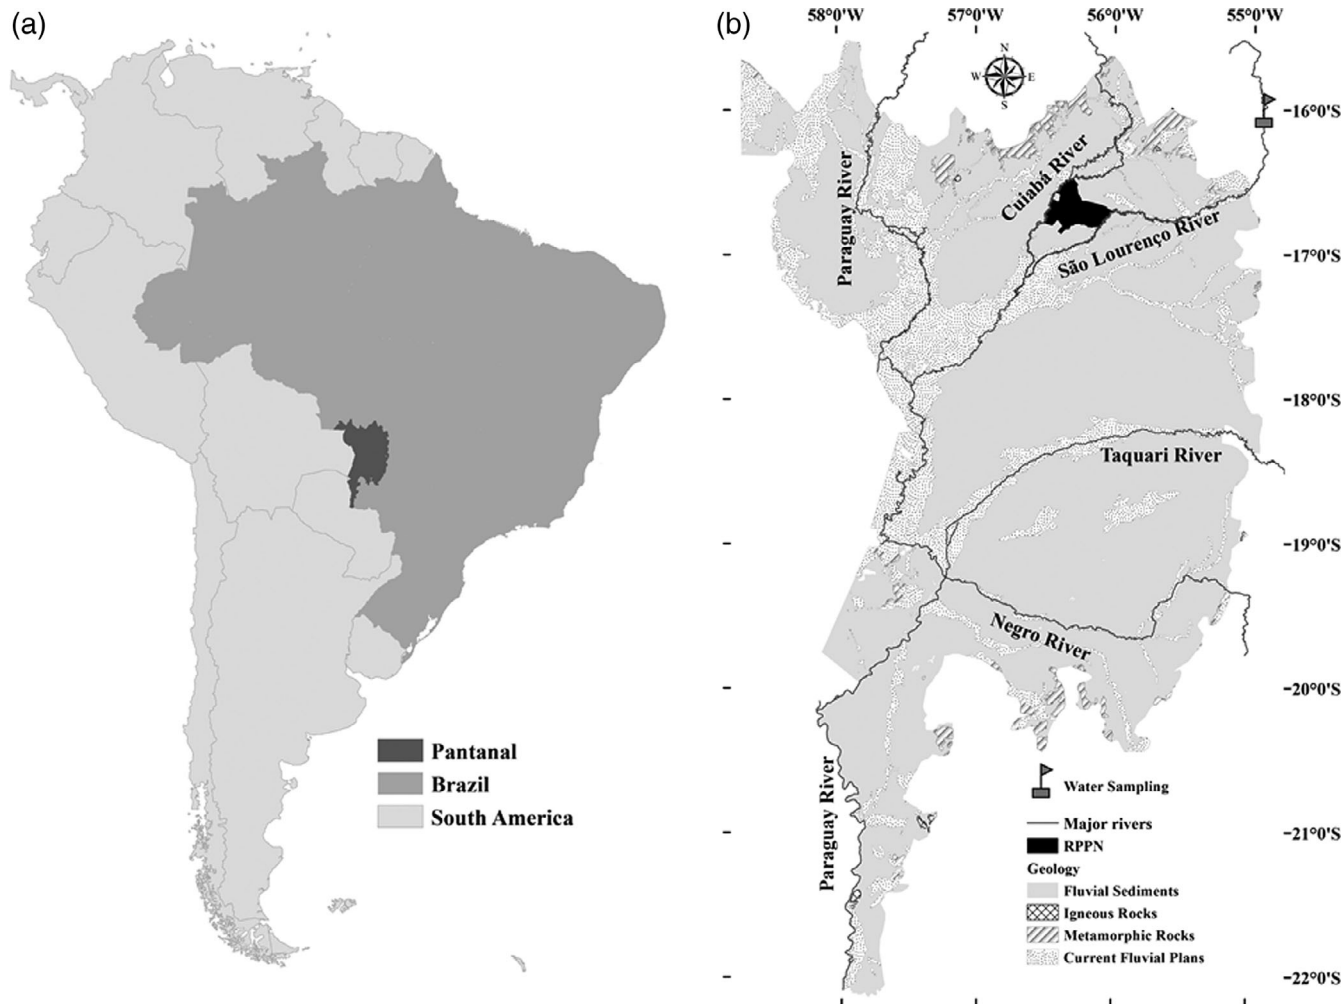 (a)
Pantanal
Brazil
South America
(b)
58°0'W 57°0'W 56°0'W 55°0'W
N
W E
S
16°0'S
17°0'S
18°0'S
19°0'S
20°0'S
21°0'S
22°0'S
Paraguay River
Cuiabá River
São Lourenço River
Taquari River
Negro River
Paraguay River
Water Sampling
Major rivers
RPPN
Geology
Fluvial Sediments
Igneous Rocks
Metamorphic Rocks
Current Fluvial Plans